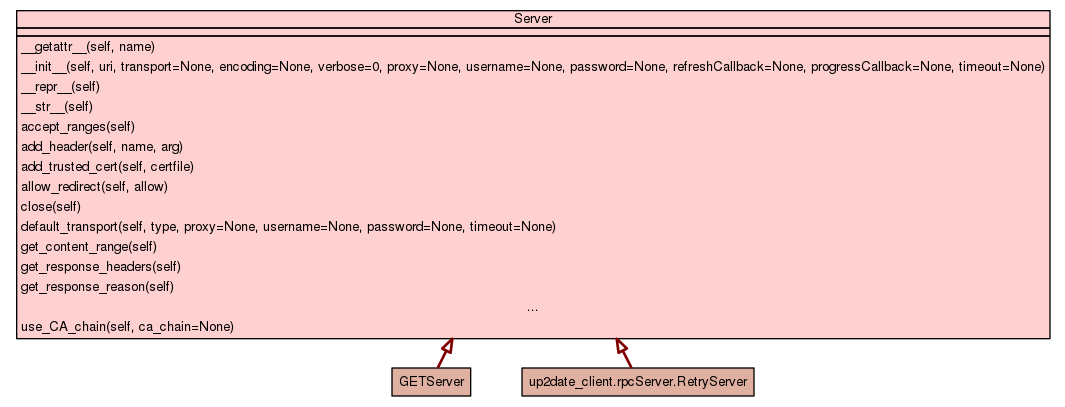 Server
__getattr__(self, name)
__init__(self, uri, transport=None, encoding=None, verbose=0, proxy=None, username=None, password=None, refreshCallback=None, progressCallback=None, timeout=None)
__repr__(self)
__str__(self)
accept_ranges(self)
add_header(self, name, arg)
add_trusted_cert(self, certfile)
allow_redirect(self, allow)
close(self)
default_transport(self, type, proxy=None, username=None, password=None, timeout=None)
get_content_range(self)
get_response_headers(self)
get_response_reason(self)
...
use_CA_chain(self, ca_chain=None)
GETServer
up2date_client.rpcServer.RetryServer